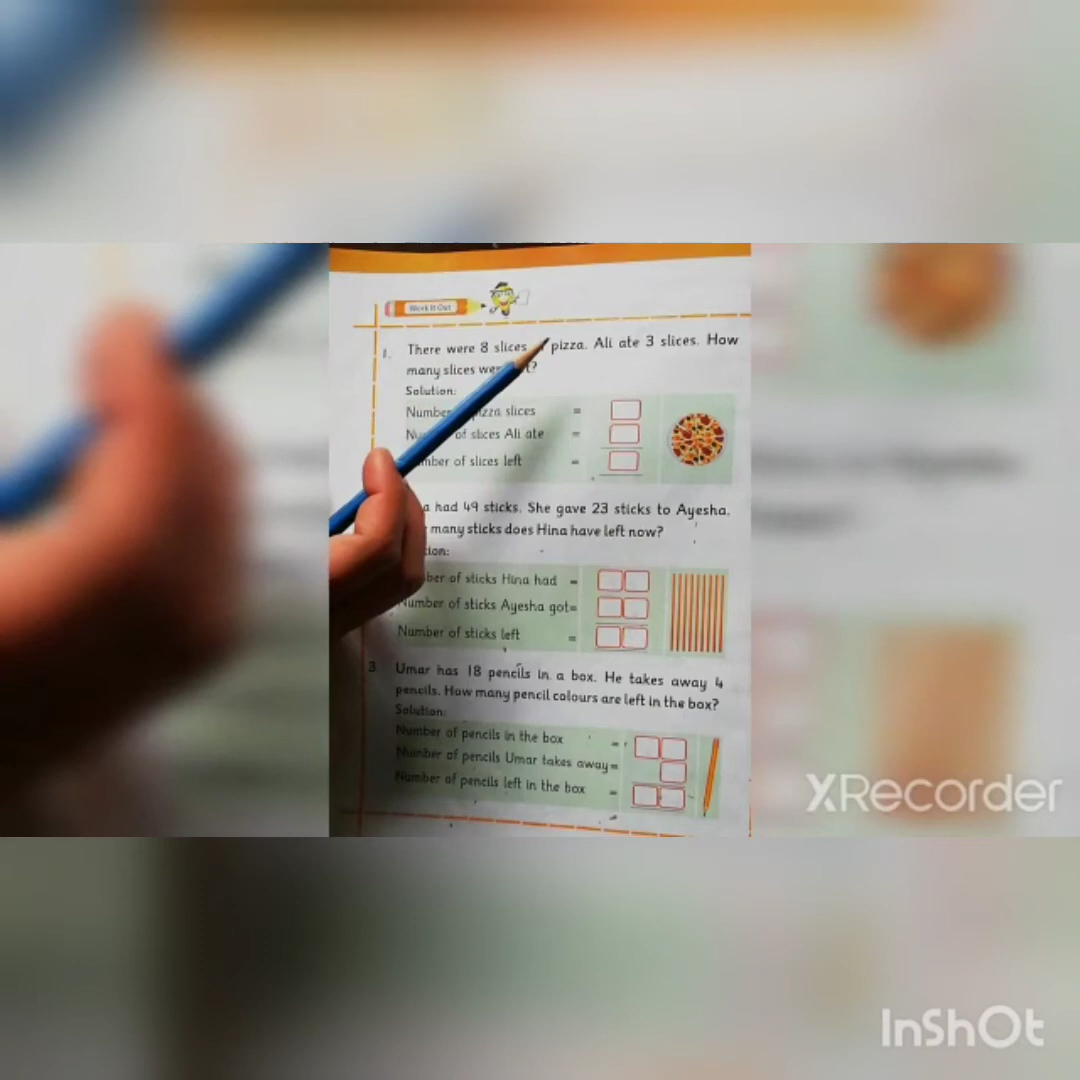 Work It Out
1. There were 8 slices pizza. Ali ate 3 slices. How
many slices
Solution:
Number pizza slices =
of slices Ali ate =
of slices left =
had 49 sticks. She gave 23 sticks to Ayesha.
many sticks does Hina have left now?
of sticks Hina had =
Number of sticks Ayesha got=
Number of sticks left =
3 Umar has 18 pencils in a box. He takes away 4
pencils. How many pencil colours are left in the box?
Solution:
Number of pencils in the box =
Number of pencils Umar takes away=
Number of pencils left in the box =
XRecorder
InShOt